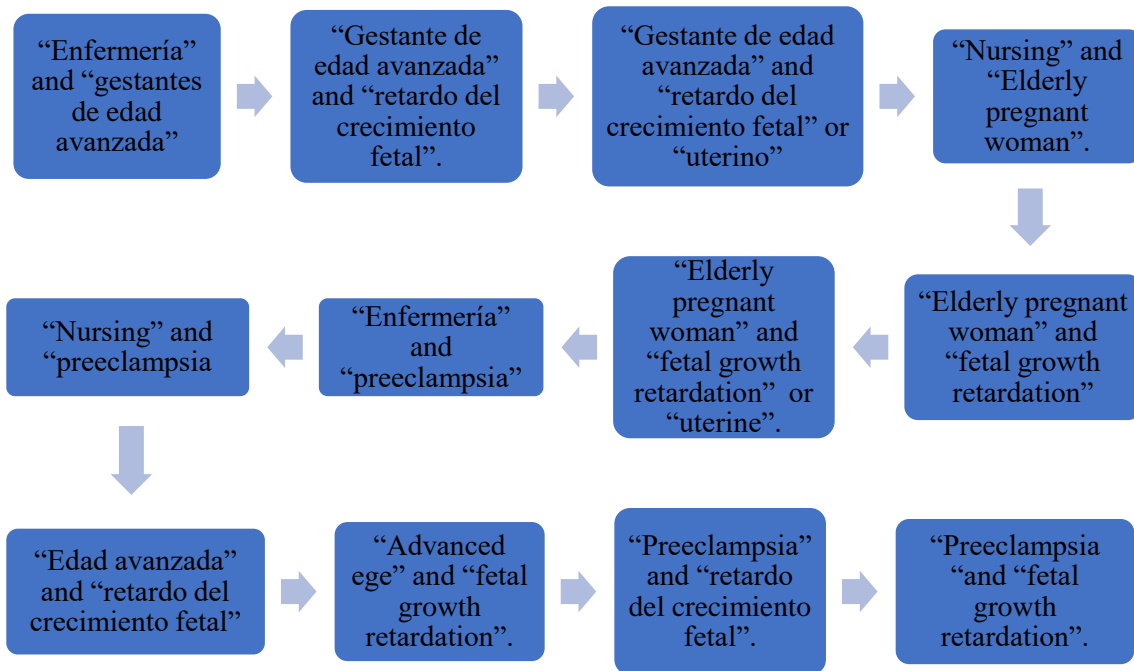 “Enfermería”
and “gestantes
de edad
avanzada”
“Gestante de
edad avanzada”
and “retardo del
crecimiento
fetal”.
“Gestante de edad
avanzada” and
“retardo del
crecimiento fetal” or
“uterino”
“Nursing” and
“Elderly
pregnant
woman”.
“Elderly pregnant
woman” and
“fetal growth
retardation”
“Elderly
pregnant
woman” and
“fetal growth
retardation” or
“uterine”.
“Enfermería”
and
“preeclampsia”
“Nursing” and
“preeclampsia
“Edad avanzada”
and “retardo del
crecimiento fetal”
“Advanced
ege” and “fetal
growth
retardation”.
“Preeclampsia”
and “retardo
del crecimiento
fetal”.
“Preeclampsia
“and “fetal
growth
retardation”.